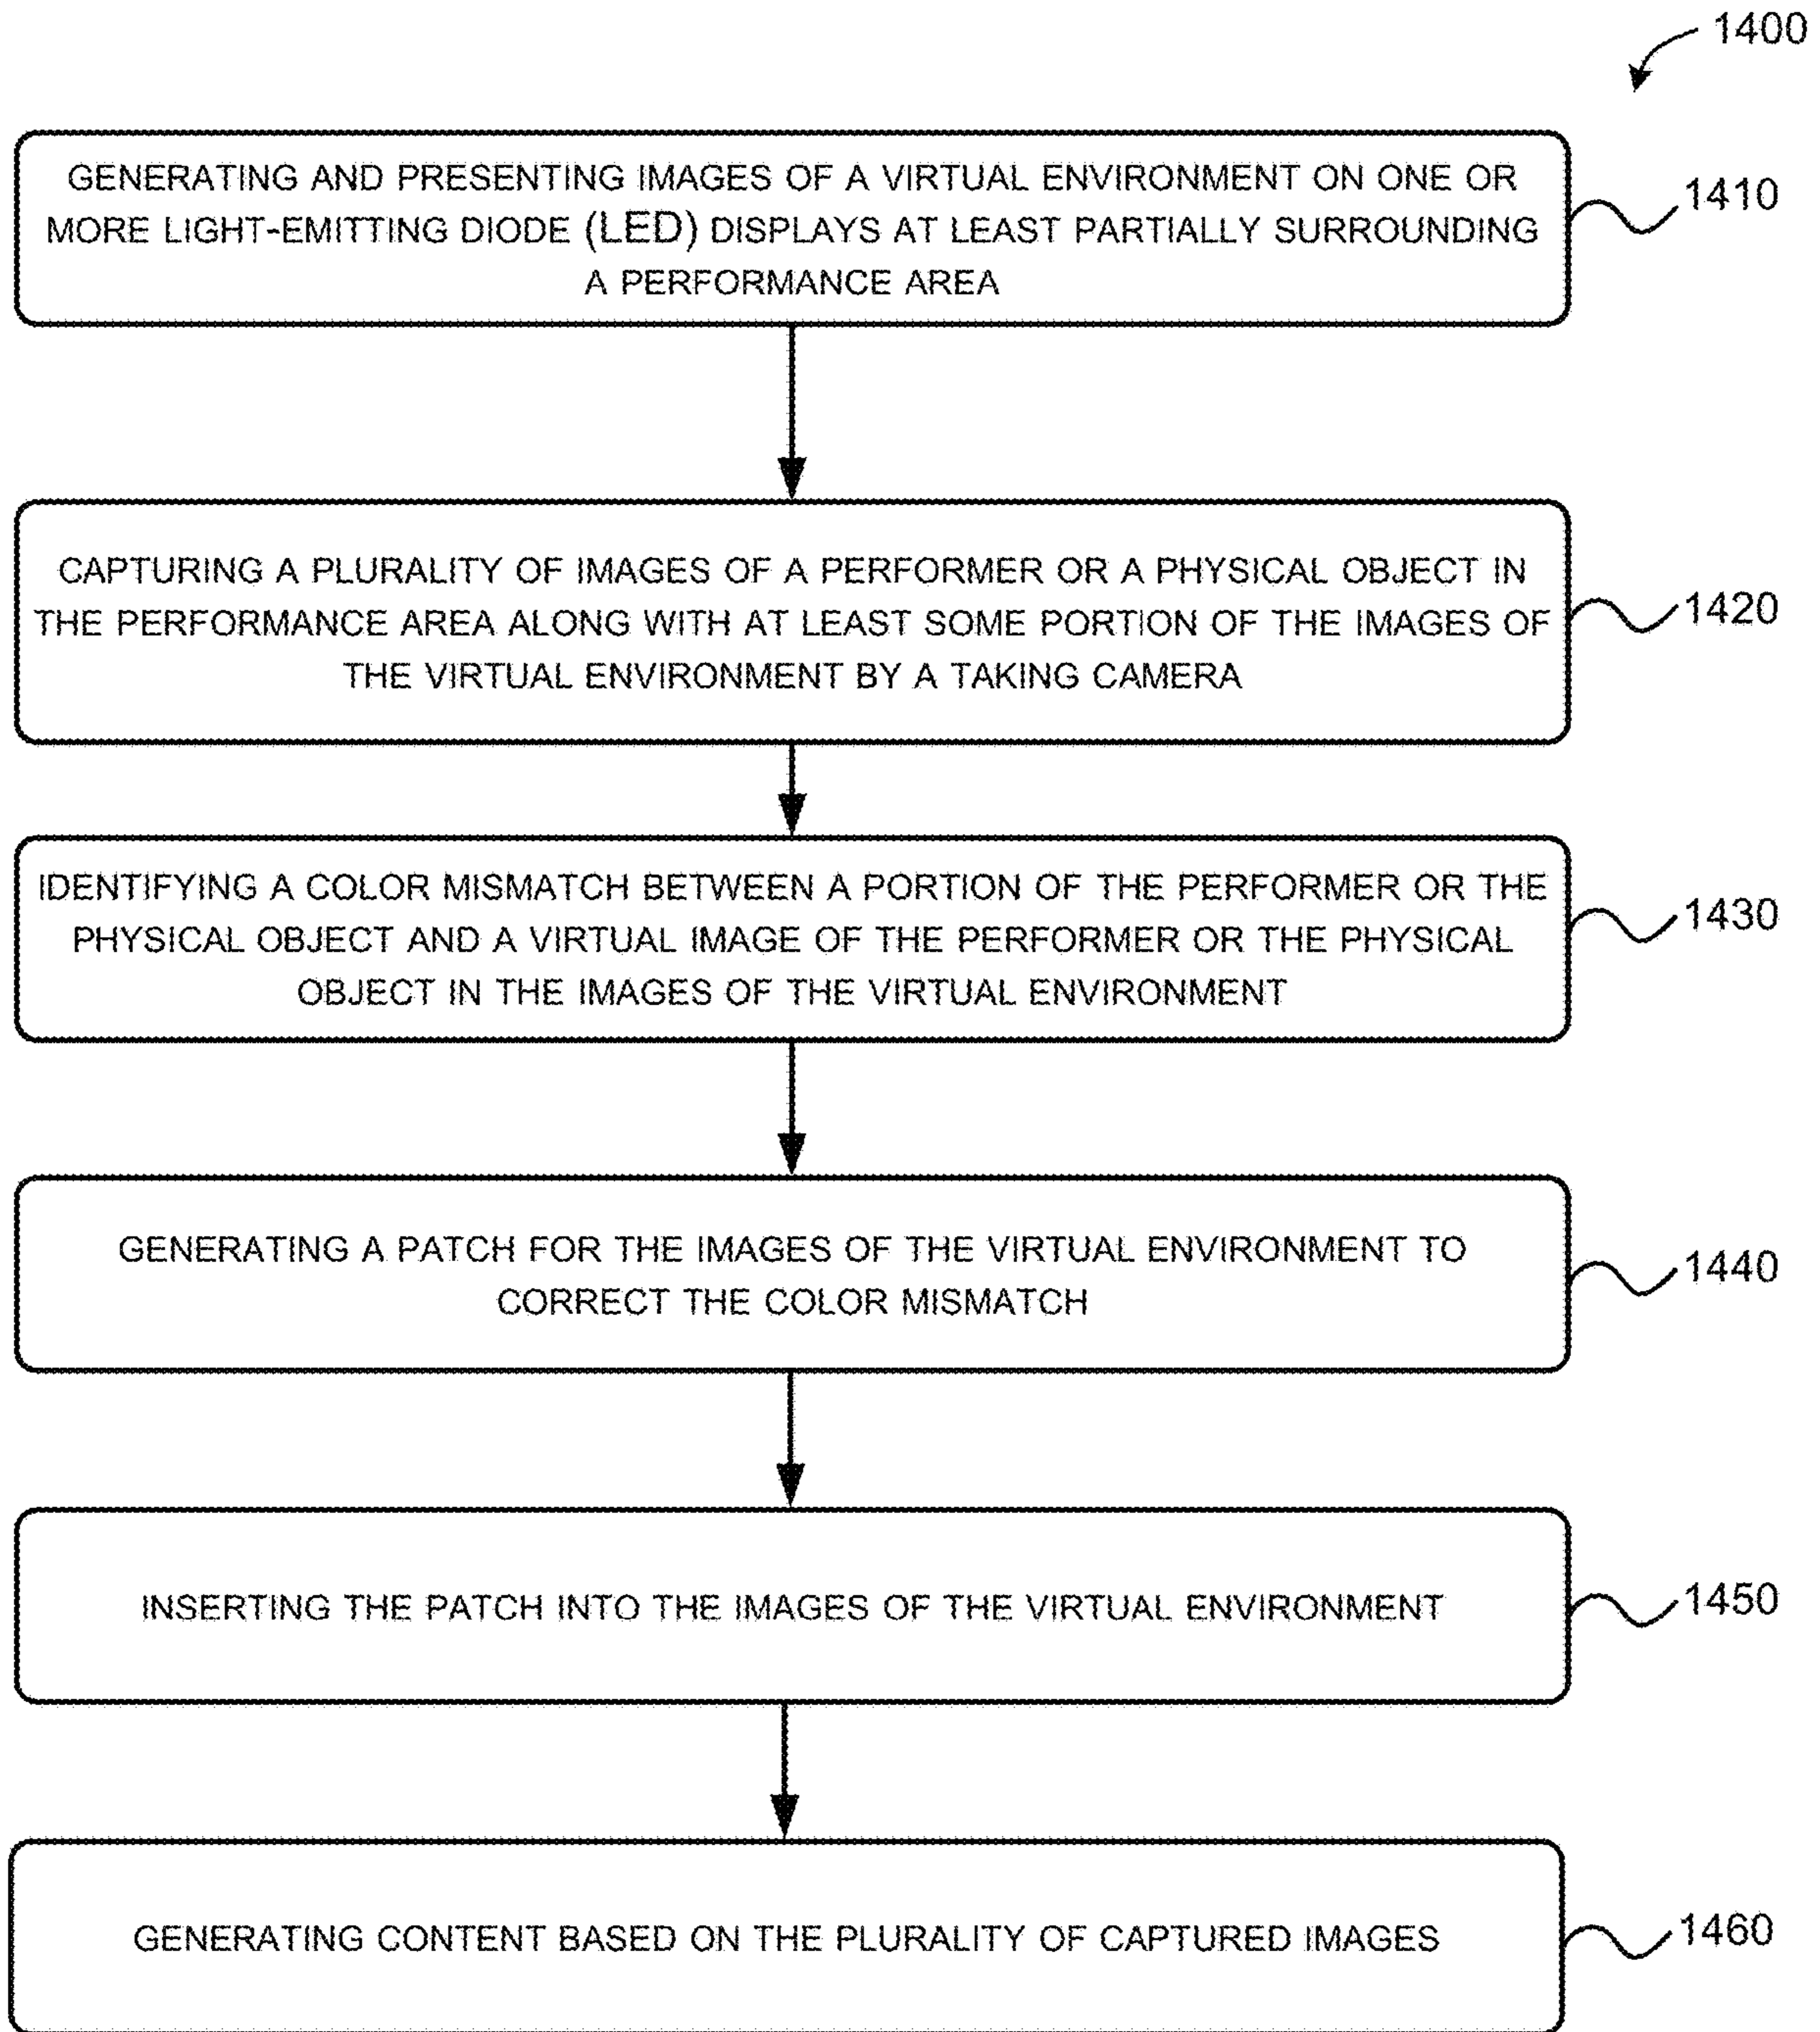 1400
GENERATING AND PRESENTING IMAGES OF A VIRTUAL ENVIRONMENT ON ONE OR
MORE LIGHT-EMITTING DIODE (LED) DISPLAYS AT LEAST PARTIALLY SURROUNDING
A PERFORMANCE AREA
1410
CAPTURING A PLURALITY OF IMAGES OF A PERFORMER OR A PHYSICAL OBJECT IN
THE PERFORMANCE AREA ALONG WITH AT LEAST SOME PORTION OF THE IMAGES OF
THE VIRTUAL ENVIRONMENT BY A TAKING CAMERA
1420
IDENTIFYING A COLOR MISMATCH BETWEEN A PORTION OF THE PERFORMER OR THE
PHYSICAL OBJECT AND A VIRTUAL IMAGE OF THE PERFORMER OR THE PHYSICAL
OBJECT IN THE IMAGES OF THE VIRTUAL ENVIRONMENT
1430
GENERATING A PATCH FOR THE IMAGES OF THE VIRTUAL ENVIRONMENT TO
CORRECT THE COLOR MISMATCH
1440
INSERTING THE PATCH INTO THE IMAGES OF THE VIRTUAL ENVIRONMENT
1450
GENERATING CONTENT BASED ON THE PLURALITY OF CAPTURED IMAGES
1460